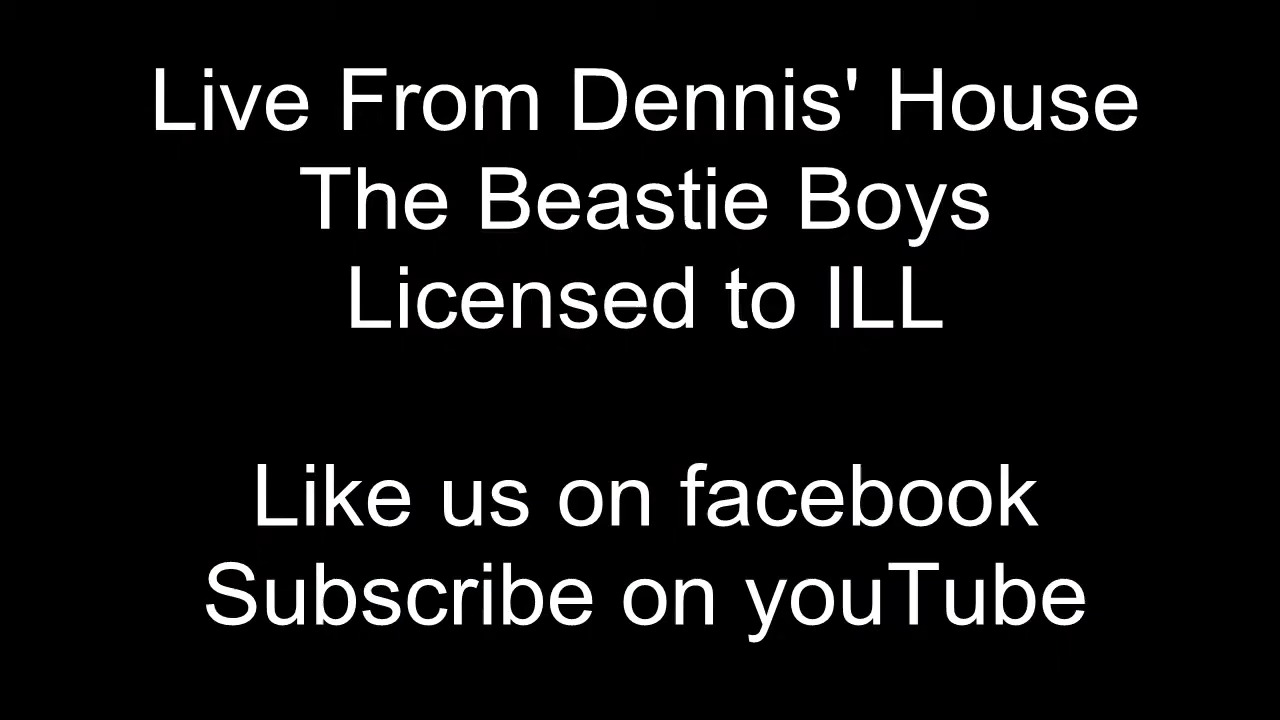 Live From Dennis' House
The Beastie Boys
Licensed to ILL
Like us on facebook
Subscribe on youTube